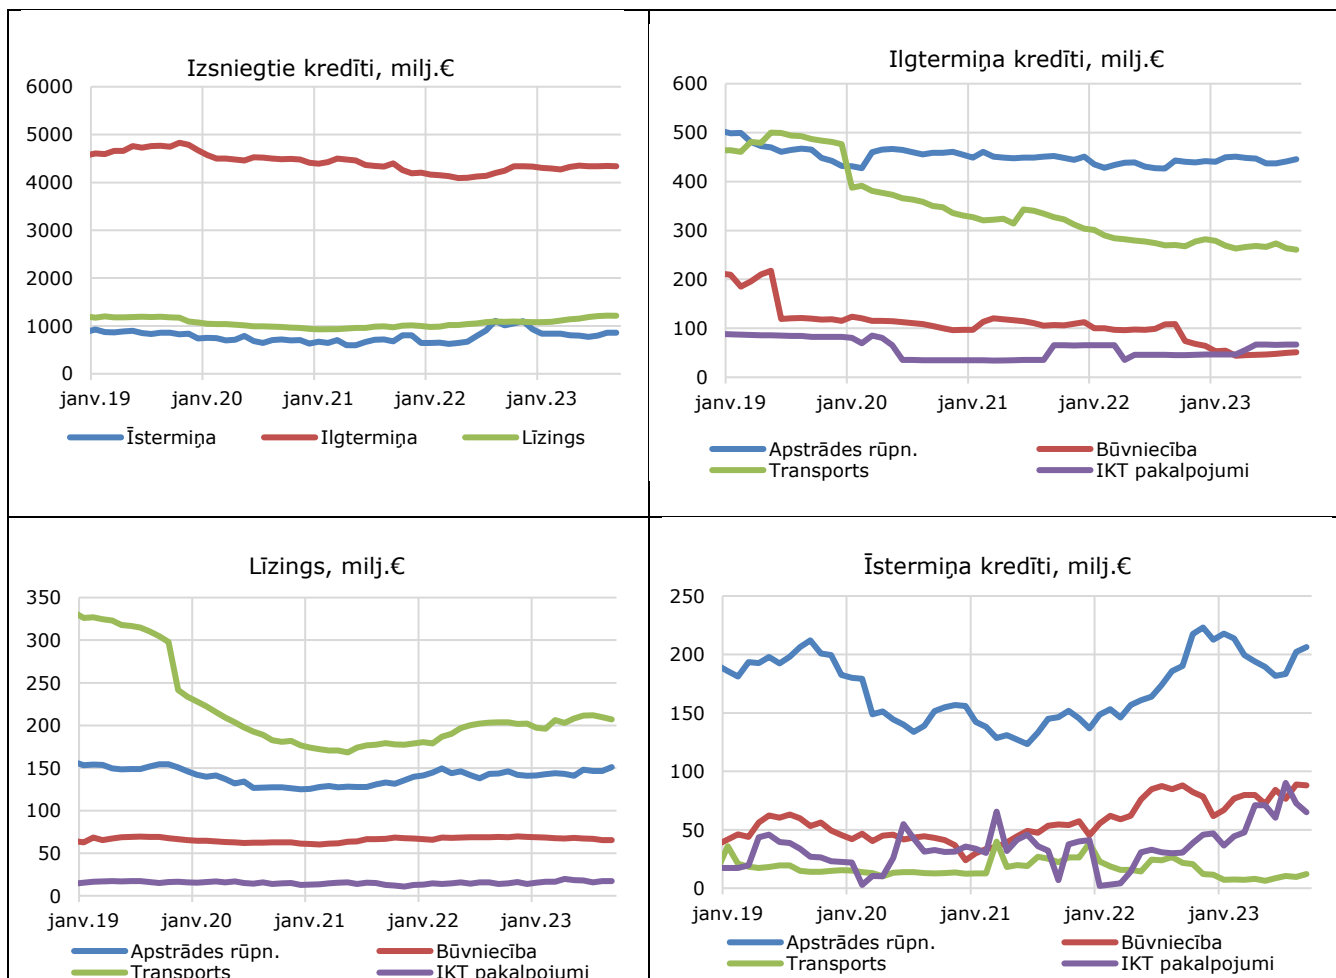 Izsniegtie kredīti, milj.€
6000
5000
4000
3000
2000
1000
0
janv.19 janv.20 janv.21 janv.22 janv.23
Īstermiņa Ilgtermiņa Līzings
Ilgtermiņa kredīti, milj.€
600
500
400
300
200
100
0
janv.19 janv.20 janv.21 janv.22 janv.23
Apstrādes rūpn. Būvniecība
Transports IKT pakalpojumi
Līzings, milj.€
350
300
250
200
150
100
50
0
janv.19 janv.20 janv.21 janv.22 janv.23
Apstrādes rūpn. Būvniecība
Transports IKT pakalpojumi
Īstermiņa kredīti, milj.€
250
200
150
100
50
0
janv.19 janv.20 janv.21 janv.22 janv.23
Apstrādes rūpn. Būvniecība
Transports IKT pakalpojumi